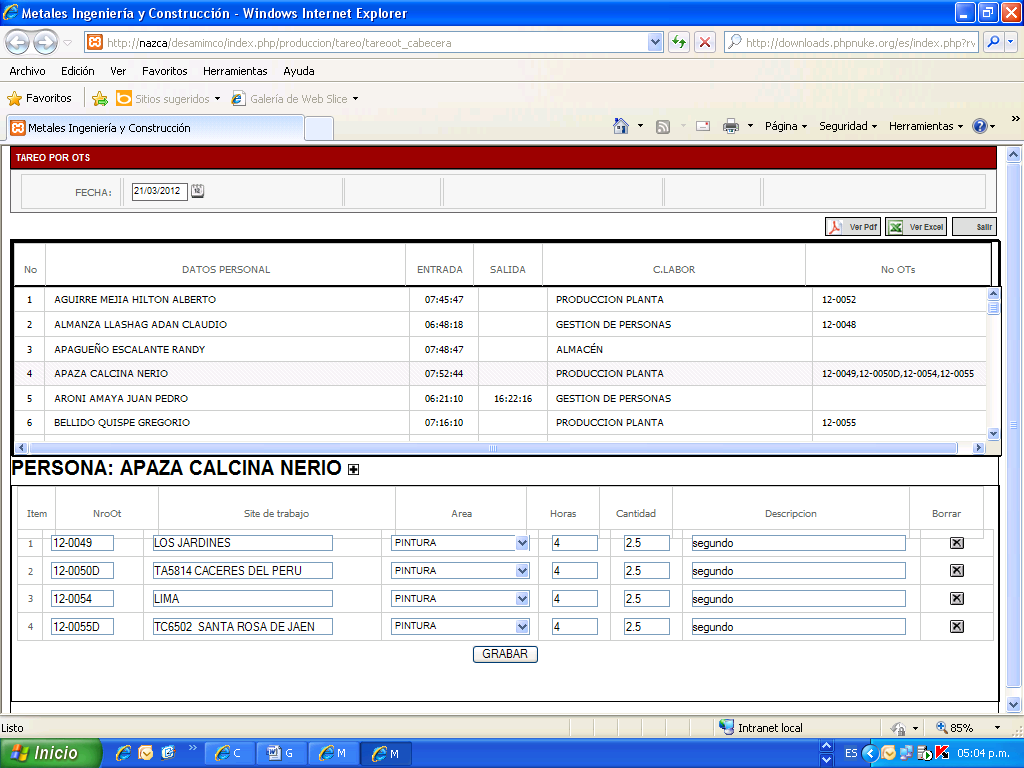 Metales Ingeniería y Construcción - Windows Internet Explorer
http://nazca/desamimco/index.php/produccion/tareo/tareoot_cabecera
http://downloads.phpnuke.org/es/index.php?rv
Archivo Edición Ver Favoritos Herramientas Ayuda
Favoritos Sitios sugeridos Galería de Web Slice
Metales Ingeniería y Construcción Página Seguridad Herramientas
TAREO POR OTS
FECHA: 21/03/2012
Ver Pdf Ver Excel Salir
No DATOS PERSONAL ENTRADA SALIDA C.LABOR No OTs
1 AGUIRRE MEJIA HILTON ALBERTO 07:45:47 PRODUCCION PLANTA 12-0052
2 ALMANZA LLASHAG ADAN CLAUDIO 06:48:18 GESTION DE PERSONAS 12-0048
3 APAGUEÑO ESCALANTE RANDY 07:48:47 ALMACÉN
4 APAZA CALCINA NERIO 07:52:44 PRODUCCION PLANTA 12-0049,12-0050D,12-0054,12-0055
5 ARONI AMAYA JUAN PEDRO 06:21:10 16:22:16 GESTION DE PERSONAS
6 BELLIDO QUISPE GREGORIO 07:16:10 PRODUCCION PLANTA 12-0055
PERSONA: APAZA CALCINA NERIO
Item NroOt Site de trabajo Area Horas Cantidad Descripcion Borrar
1 12-0049 LOS JARDINES PINTURA 4 2.5 segundo
2 12-0050D TA5814 CACERES DEL PERU PINTURA 4 2.5 segundo
3 12-0054 LIMA PINTURA 4 2.5 segundo
4 12-0055D TC6502 SANTA ROSA DE JAEN PINTURA 4 2.5 segundo
GRABAR
Listo Intranet local 85%
Inicio C G M M ES 05:04 p.m.